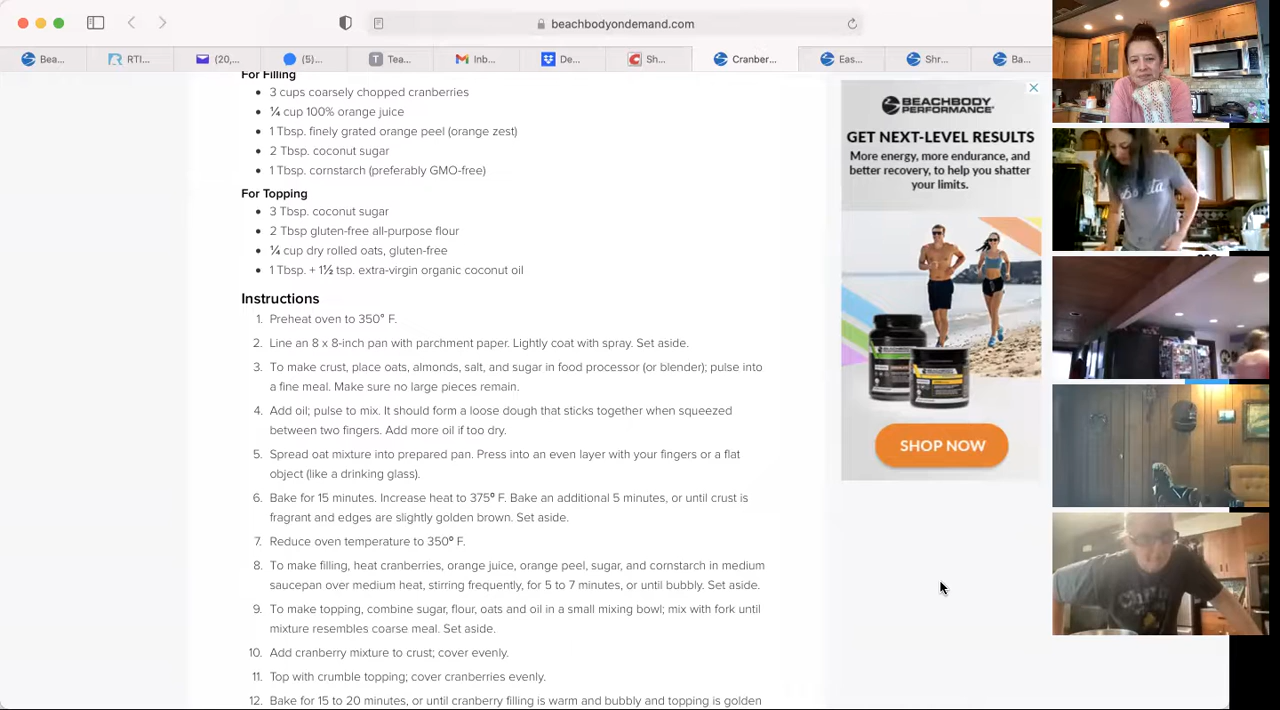 beachbodyondemand.com
Bea...
RTI...
(20,...
(5)...
Tea...
Inb...
De...
Sh...
Cranber...
Eas...
Shr...
Ba...
For Filling
3 cups coarsely chopped cranberries
¼ cup 100% orange juice
1 Tbsp. finely grated orange peel (orange zest)
2 Tbsp. coconut sugar
1 Tbsp. cornstarch (preferably GMO-free)
For Topping
3 Tbsp. coconut sugar
2 Tbsp gluten-free all-purpose flour
¼ cup dry rolled oats, gluten-free
1 Tbsp. + 1½ tsp. extra-virgin organic coconut oil
Instructions
1. Preheat oven to 350° F.
2. Line an 8 x 8-inch pan with parchment paper. Lightly coat with spray. Set aside.
3. To make crust, place oats, almonds, salt, and sugar in food processor (or blender); pulse into
a fine meal. Make sure no large pieces remain.
4. Add oil; pulse to mix. It should form a loose dough that sticks together when squeezed
between two fingers. Add more oil if too dry.
5. Spread oat mixture into prepared pan. Press into an even layer with your fingers or a flat
object (like a drinking glass).
6. Bake for 15 minutes. Increase heat to 375º F. Bake an additional 5 minutes, or until crust is
fragrant and edges are slightly golden brown. Set aside.
7. Reduce oven temperature to 350º F.
8. To make filling, heat cranberries, orange juice, orange peel, sugar, and cornstarch in medium
saucepan over medium heat, stirring frequently, for 5 to 7 minutes, or until bubbly. Set aside.
9. To make topping, combine sugar, flour, oats and oil in a small mixing bowl; mix with fork until
mixture resembles coarse meal. Set aside.
10. Add cranberry mixture to crust; cover evenly.
11. Top with crumble topping; cover cranberries evenly.
12. Bake for 15 to 20 minutes, or until cranberry filling is warm and bubbly and topping is golden
BEACHBODY
PERFORMANCE
GET NEXT-LEVEL RESULTS
More energy, more endurance, and
better recovery, to help you shatter
your limits.
SHOP NOW